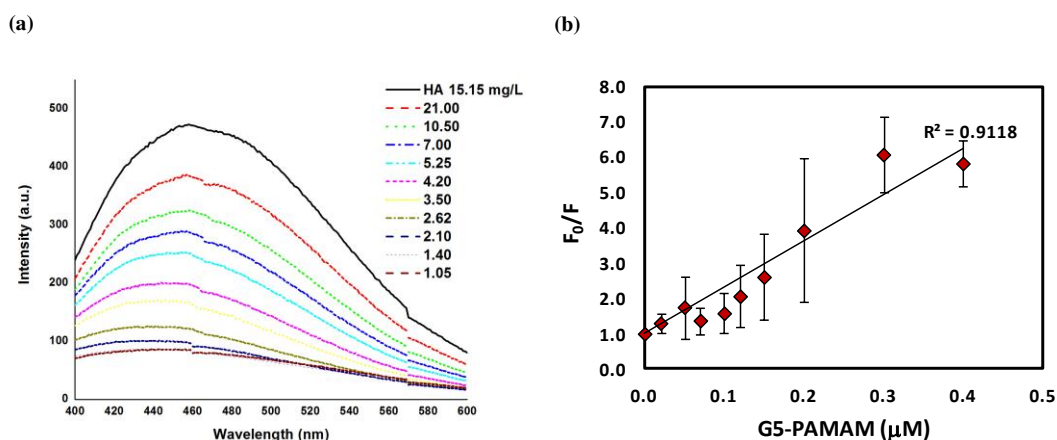 (a)
(b)
500
400
300
200
100
0
Intensity (a.u.)
400 420 440 460 480 500 520 540 560 580 600
Wavelength (nm)
HA 15.15 mg/L
21.00
10.50
7.00
5.25
4.20
3.50
2.62
2.10
1.40
1.05
8.0
7.0
6.0
5.0
4.0
3.0
2.0
1.0
0.0
F₀/F
R² = 0.9118
0.0 0.1 0.2 0.3 0.4 0.5
G5-PAMAM (μM)